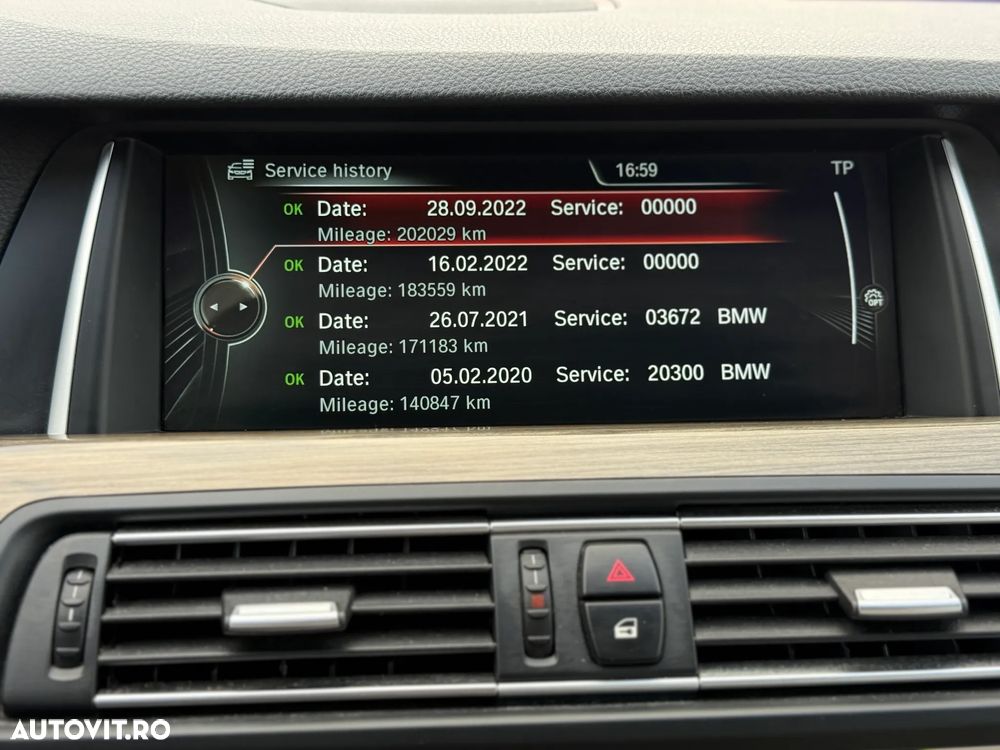 Service history 16:59 TP
OK Date: 28.09.2022 Service: 00000
Mileage: 202029 km
OK Date: 16.02.2022 Service: 00000
Mileage: 183559 km
OK Date: 26.07.2021 Service: 03672 BMW
Mileage: 171183 km
OPT
OK Date: 05.02.2020 Service: 20300 BMW
Mileage: 140847 km
AUTOVIT.RO